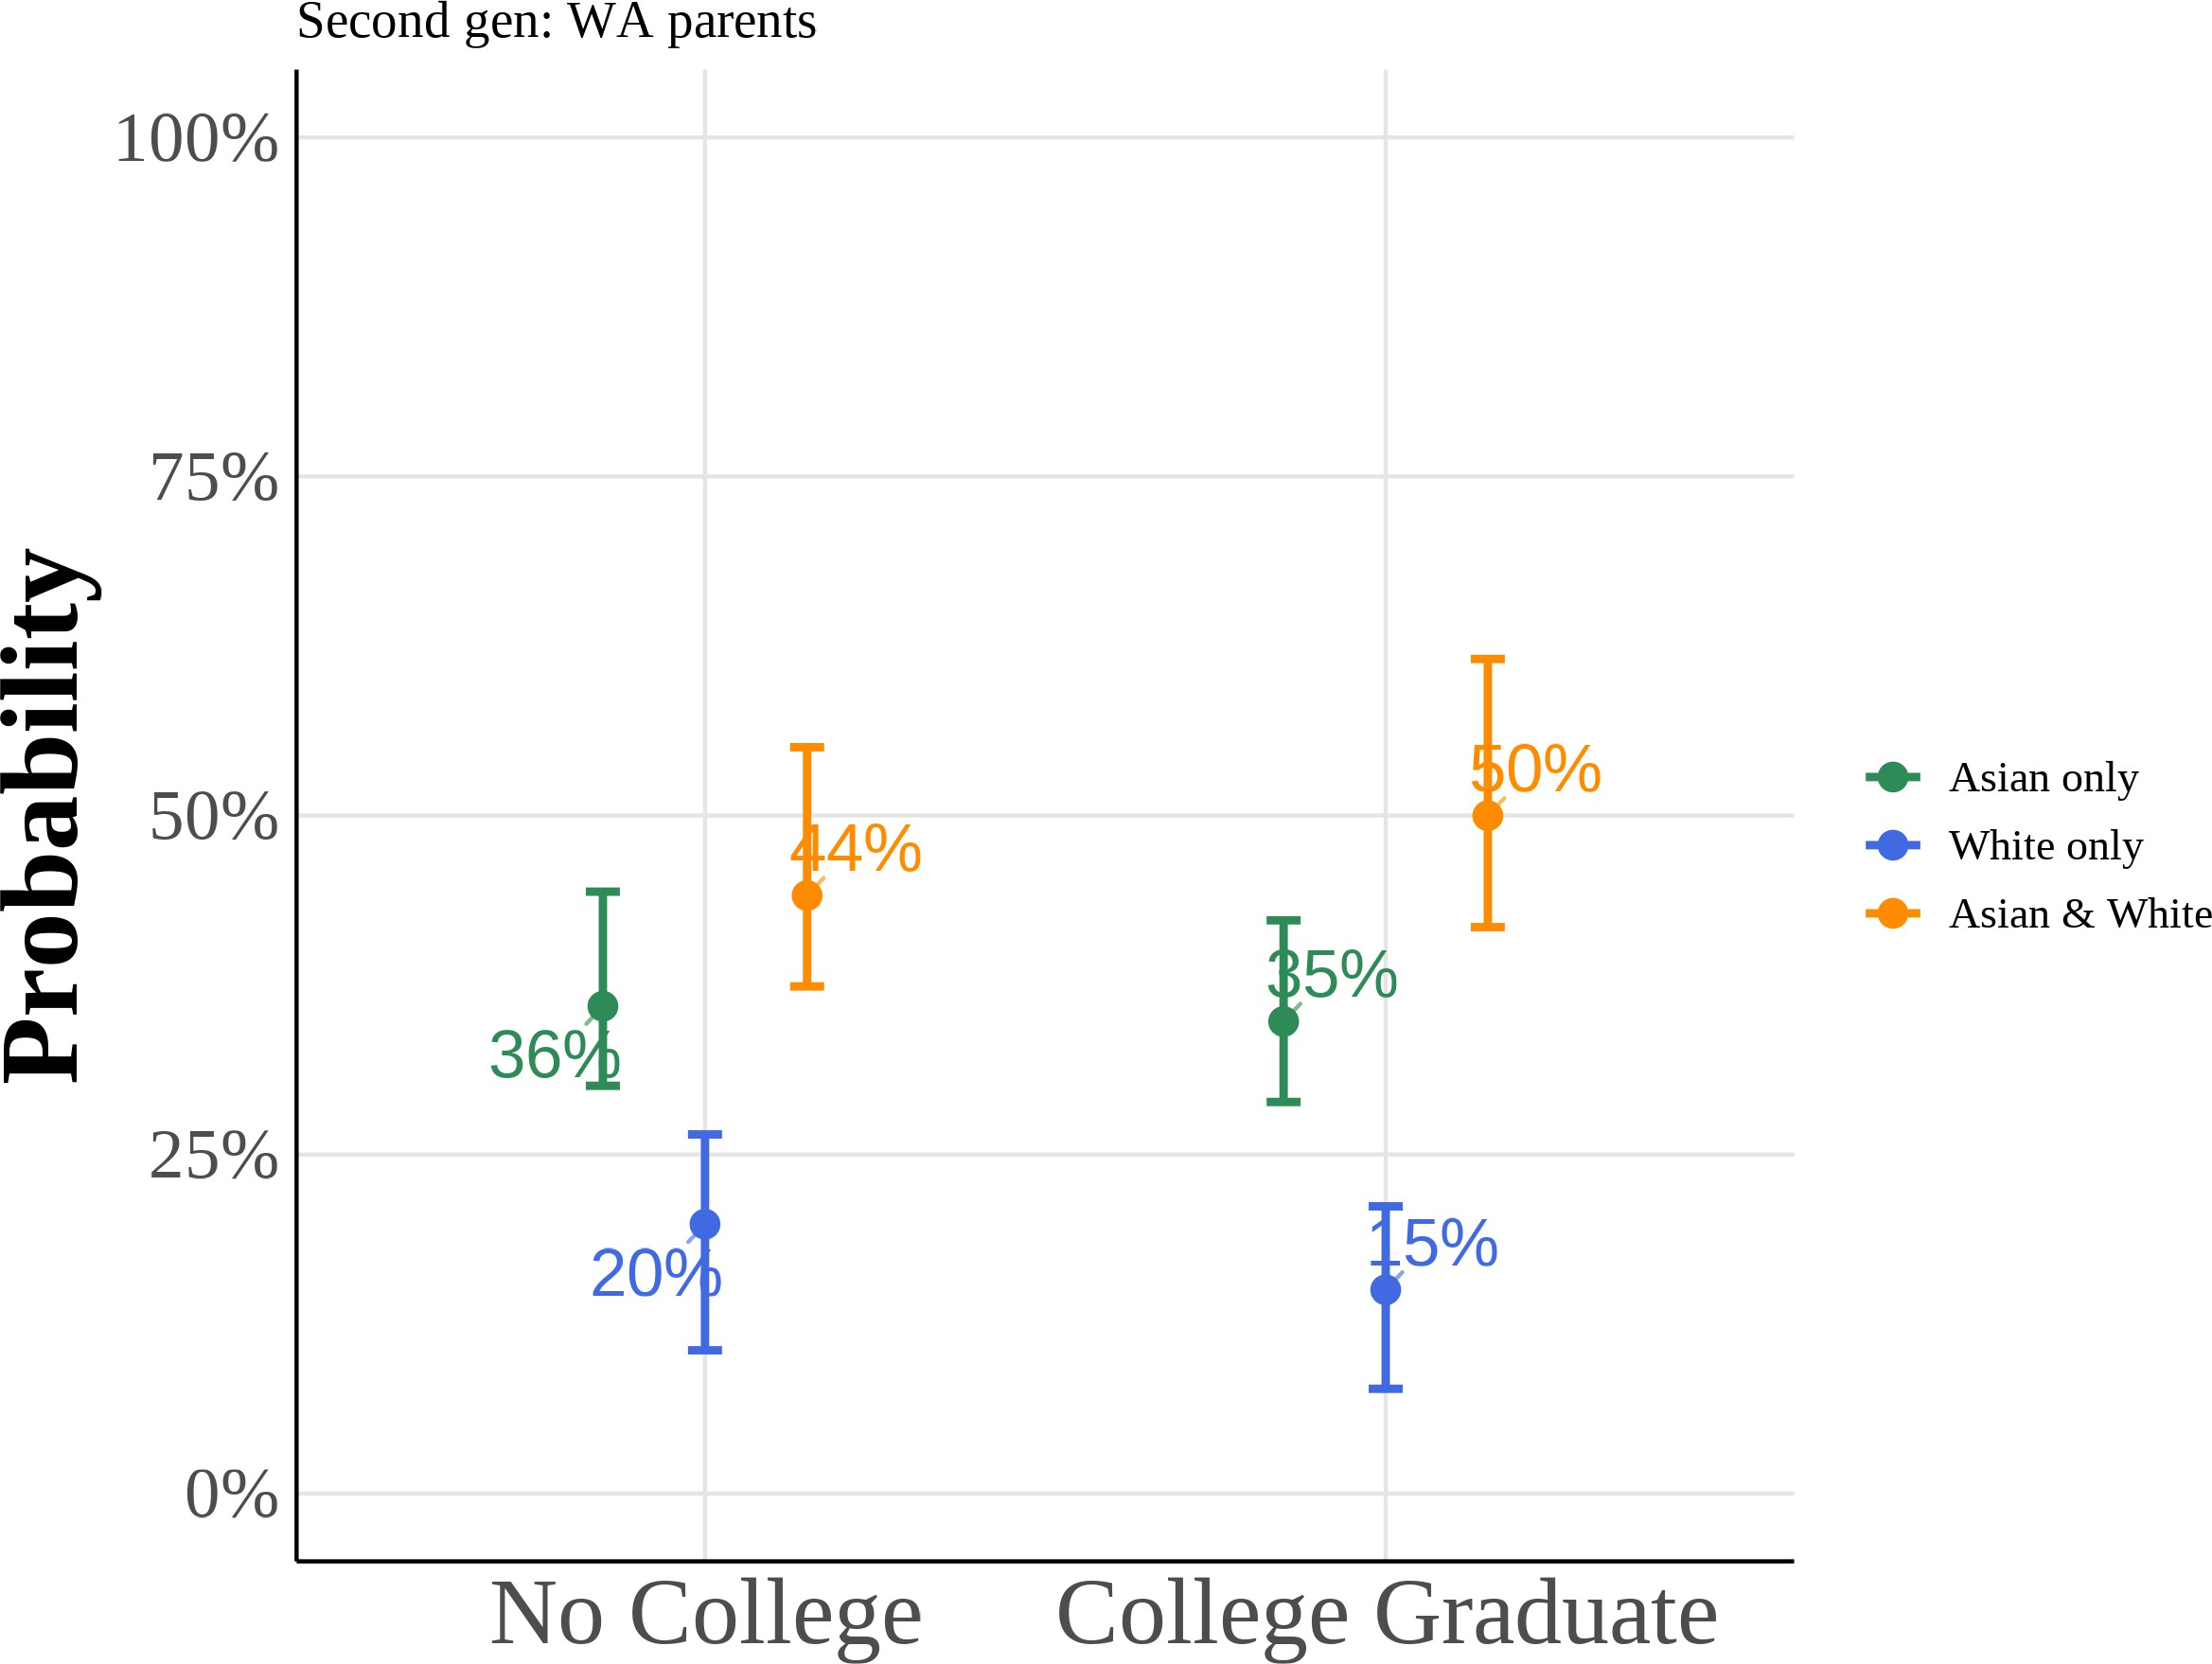 Second gen: WA parents
Probability
100%
75%
50%
25%
0%
50%
44%
35%
36%
15%
20%
No College
College Graduate
Asian only
White only
Asian & White